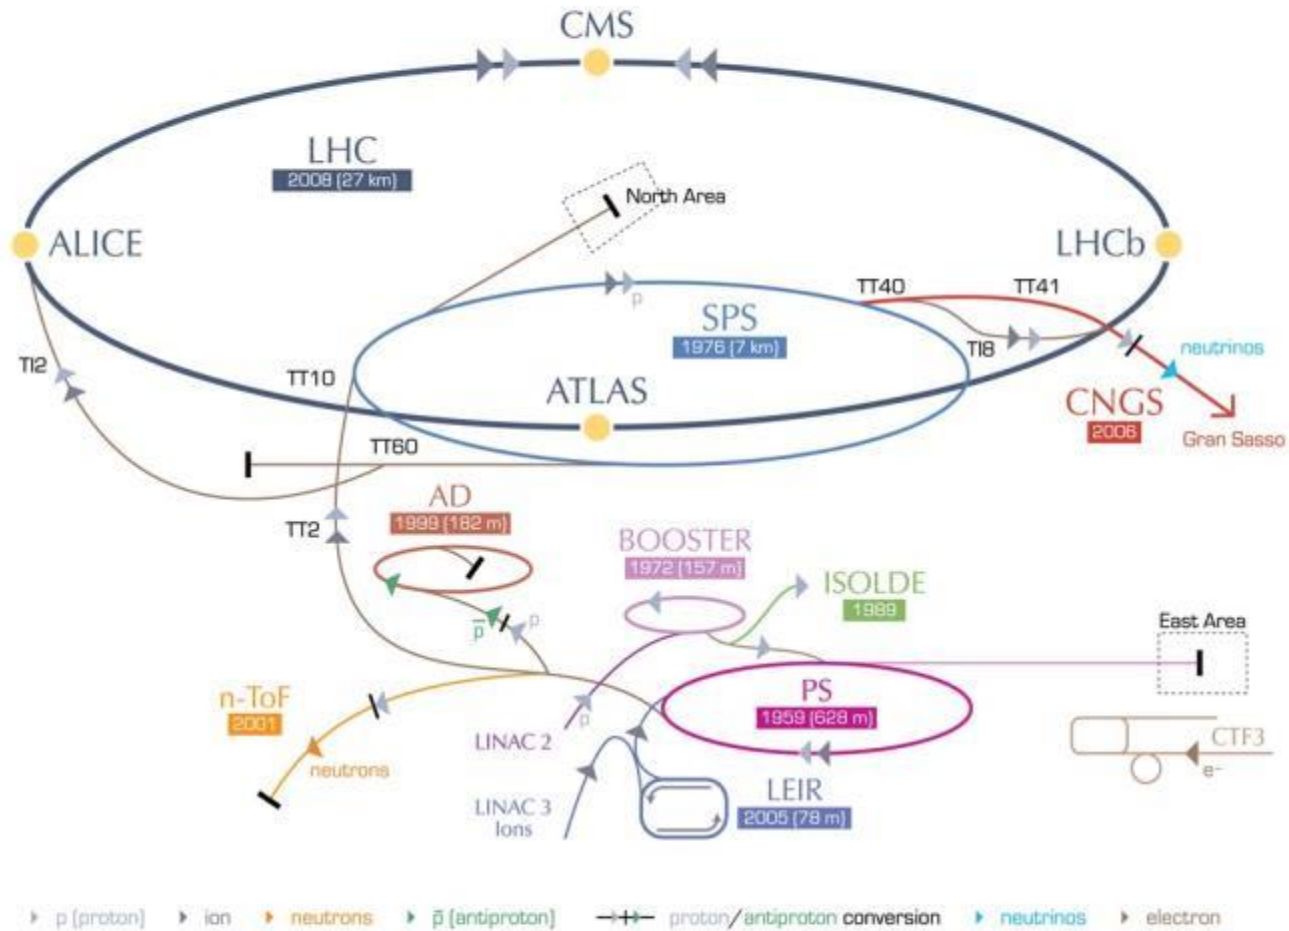 CMS
LHC
2008 (27 km)
North Area
ALICE
LHCb
TT40
TT41
p
SPS
1976 (7 km)
TI8
neutrinos
TI2
TT10
ATLAS
CNGS
2006
Gran Sasso
TT60
AD
1999 (182 m)
TT2
BOOSTER
1972 (157 m)
ISOLDE
1989
p̅
p
East Area
n-ToF
2001
PS
1959 (628 m)
p
LINAC 2
neutrons
CTF3
e-
LINAC 3
Ions
LEIR
2005 (78 m)
p (proton)
ion
neutrons
p̅ (antiproton)
proton/antiproton conversion
neutrinos
electron